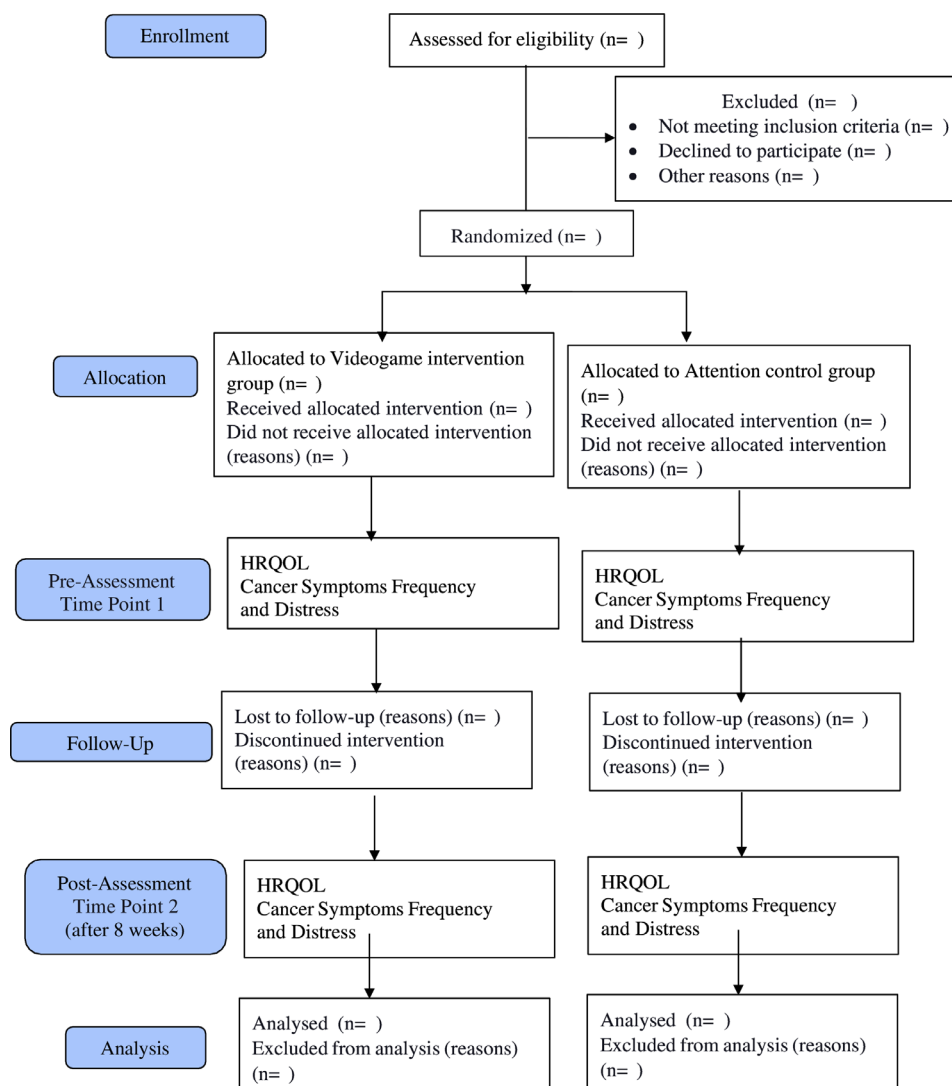 Enrollment
Assessed for eligibility (n=  )
Excluded  (n=   )
•  Not meeting inclusion criteria (n=  )
•  Declined to participate (n=  )
•  Other reasons (n=  )
Randomized (n=  )
Allocation
Allocated to Videogame intervention
group (n=  )
Received allocated intervention (n=  )
Did not receive allocated intervention
(reasons) (n=  )
Allocated to Attention control group
(n=  )
Received allocated intervention (n=  )
Did not receive allocated intervention
(reasons) (n=  )
Pre-Assessment
Time Point 1
HRQOL
Cancer Symptoms Frequency
and Distress
HRQOL
Cancer Symptoms Frequency
and Distress
Follow-Up
Lost to follow-up (reasons) (n=  )
Discontinued intervention
(reasons) (n=  )
Lost to follow-up (reasons) (n=  )
Discontinued intervention
(reasons) (n=  )
Post-Assessment
Time Point 2
(after 8 weeks)
HRQOL
Cancer Symptoms Frequency
and Distress
HRQOL
Cancer Symptoms Frequency
and Distress
Analysis
Analysed  (n=  )
Excluded from analysis (reasons)
(n=  )
Analysed  (n=  )
Excluded from analysis (reasons)
(n=  )